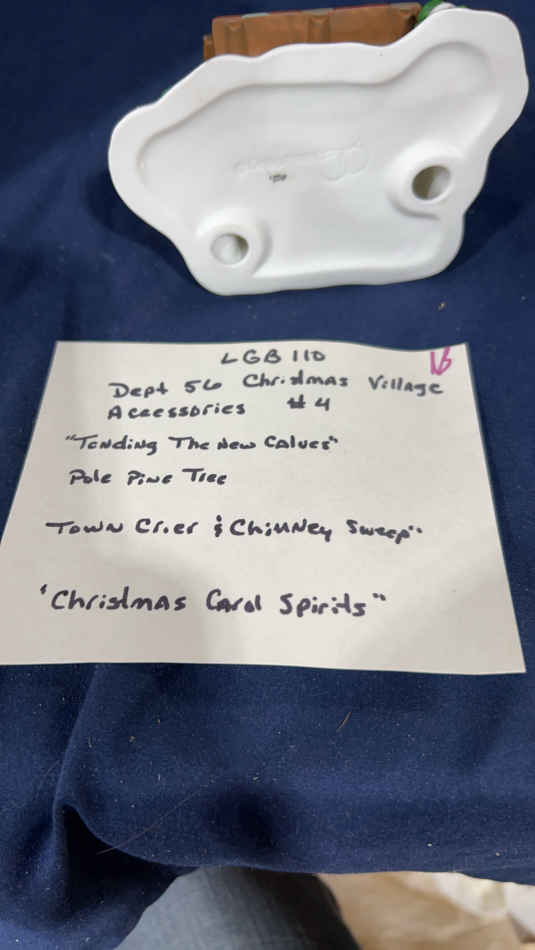 LGB 110
16
Dept 56 Christmas Village
Accessories #4
"Tending The New Calves"
Pole Pine Tree
Town Crier & Chimney Sweep"
'Christmas Carol Spirits"